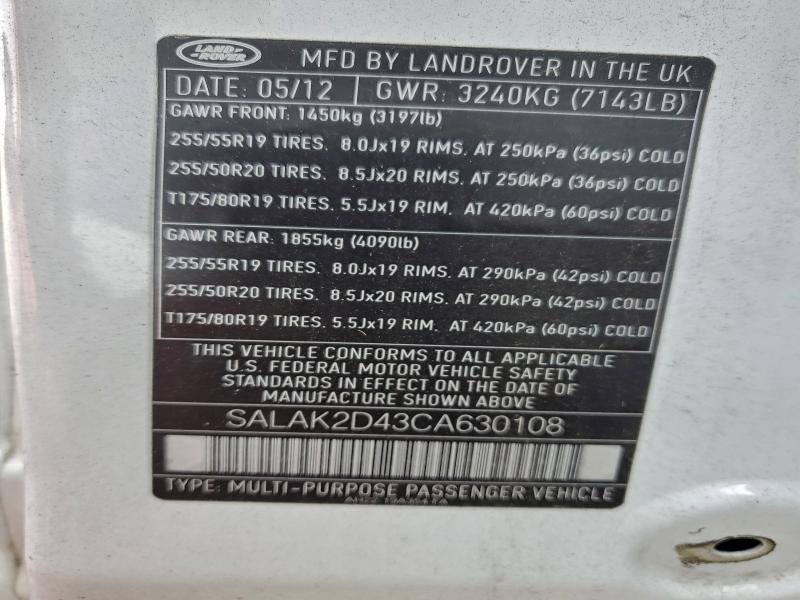 LAND ROVER
MFD BY LANDROVER IN THE UK
DATE: 05/12 GWR: 3240KG (7143LB)
GAWR FRONT: 1450kg (3197lb)
255/55R19 TIRES. 8.0Jx19 RIMS. AT 250kPa (36psi) COLD
255/50R20 TIRES. 8.5Jx20 RIMS. AT 250kPa (36psi) COLD
T175/80R19 TIRES. 5.5Jx19 RIM. AT 420kPa (60psi) COLD
GAWR REAR: 1855kg (4090lb)
255/55R19 TIRES. 8.0Jx19 RIMS. AT 290kPa (42psi) COLD
255/50R20 TIRES. 8.5Jx20 RIMS. AT 290kPa (42psi) COLD
T175/80R19 TIRES. 5.5Jx19 RIM. AT 420kPa (60psi) COLD
THIS VEHICLE CONFORMS TO ALL APPLICABLE
U.S. FEDERAL MOTOR VEHICLE SAFETY
STANDARDS IN EFFECT ON THE DATE OF
MANUFACTURE SHOWN ABOVE
SALAK2D43CA630108
TYPE: MULTI-PURPOSE PASSENGER VEHICLE